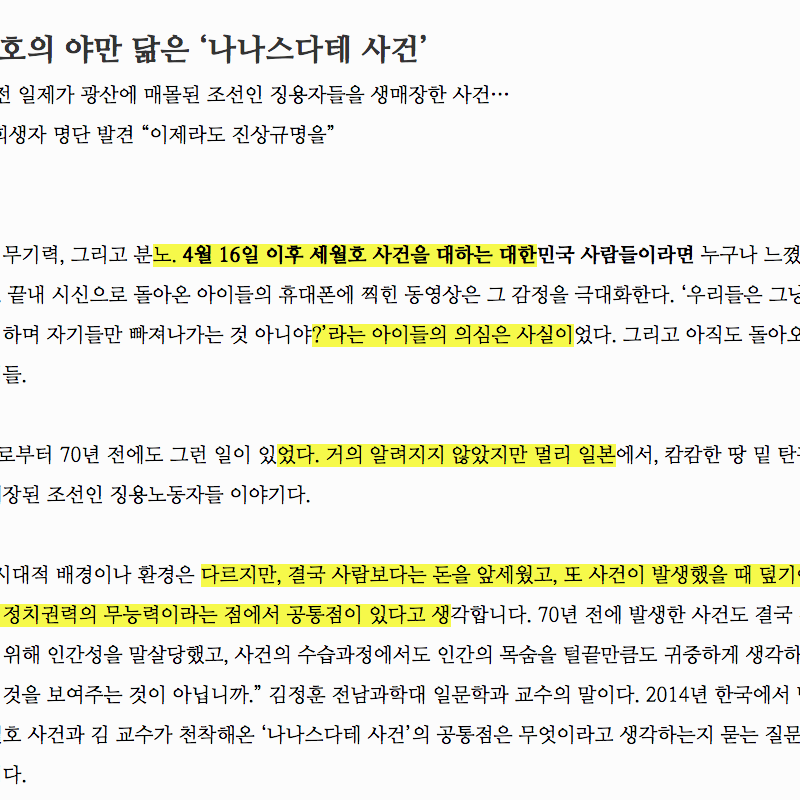 호의 야만 닮은 ‘나나스다테 사건’
전 일제가 광산에 매몰된 조선인 징용자들을 생매장한 사건…
희생자 명단 발견 “이제라도 진상규명을”
무기력, 그리고 분노. 4월 16일 이후 세월호 사건을 대하는 대한민국 사람들이라면 누구나 느꼈
끝내 시신으로 돌아온 아이들의 휴대폰에 찍힌 동영상은 그 감정을 극대화한다. ‘우리들은 그냥
하며 자기들만 빠져나가는 것 아니야?’라는 아이들의 의심은 사실이었다. 그리고 아직도 돌아오
들.
로부터 70년 전에도 그런 일이 있었다. 거의 알려지지 않았지만 멀리 일본에서, 캄캄한 땅 밑 탄
장된 조선인 징용노동자들 이야기다.
시대적 배경이나 환경은 다르지만, 결국 사람보다는 돈을 앞세웠고, 또 사건이 발생했을 때 덮기
정치권력의 무능력이라는 점에서 공통점이 있다고 생각합니다. 70년 전에 발생한 사건도 결국
위해 인간성을 말살당했고, 사건의 수습과정에서도 인간의 목숨을 털끝만큼도 귀중하게 생각하
것을 보여주는 것이 아닙니까.” 김정훈 전남과학대 일문학과 교수의 말이다. 2014년 한국에서
호 사건과 김 교수가 천착해온 ‘나나스다테 사건’의 공통점은 무엇이라고 생각하는지 묻는 질문
다.